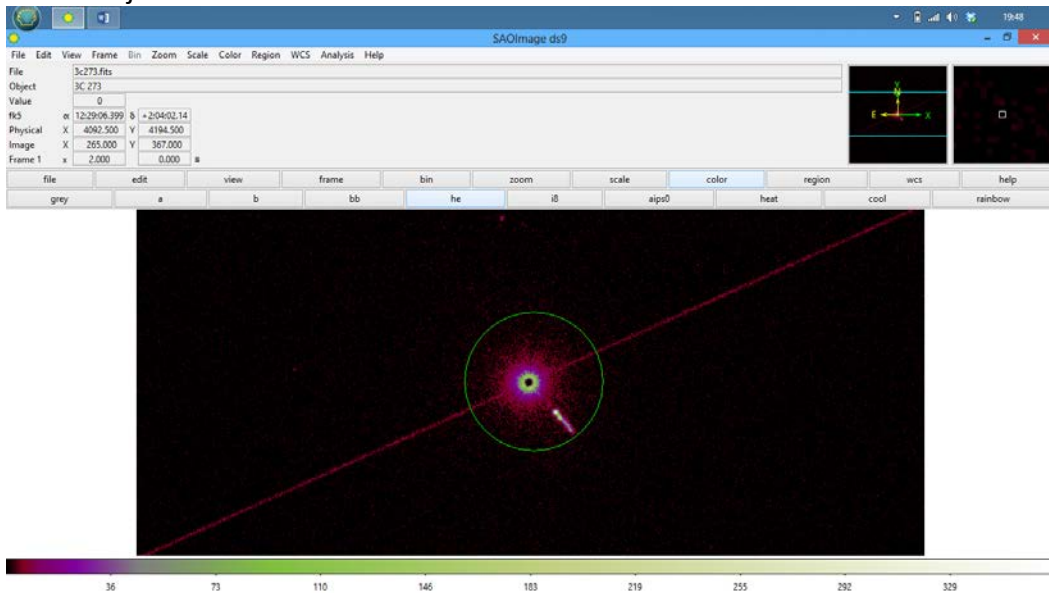 19:48
SAOImage ds9
File Edit View Frame Bin Zoom Scale Color Region WCS Analysis Help
File 3c273.fits
Object 3C 273
Value 0
fk5 α 12:29:06.399 δ +2:04:02.14
Physical X 4092.500 Y 4194.500
Image X 265.000 Y 367.000
Frame 1 x 2.000 0.000 °
Y
N
E X
file edit view frame bin zoom scale color region wcs help
grey a b bb he i8 aips0 heat cool rainbow
36 73 110 146 183 219 255 292 329